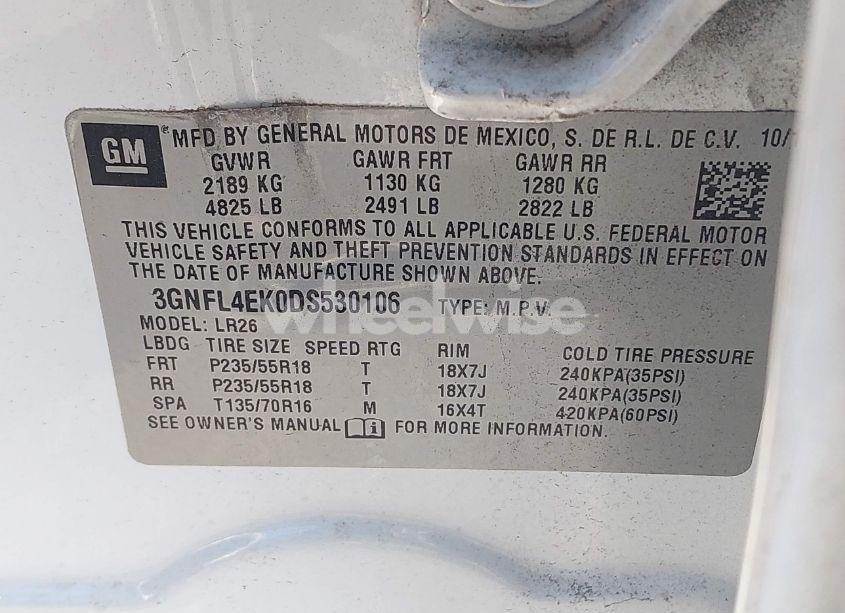 GM
®MFD BY GENERAL MOTORS DE MEXICO, S. DE R.L. DE C.V. 10/
GVWR GAWR FRT GAWR RR
2189 KG 1130 KG 1280 KG
4825 LB 2491 LB 2822 LB
THIS VEHICLE CONFORMS TO ALL APPLICABLE U.S. FEDERAL MOTOR
VEHICLE SAFETY AND THEFT PREVENTION STANDARDS IN EFFECT ON
THE DATE OF MANUFACTURE SHOWN ABOVE.
3GNFL4EK0DS530106 TYPE: M.P.V.
wheelwise
MODEL: LR26
LBDG TIRE SIZE SPEED RTG RIM COLD TIRE PRESSURE
FRT P235/55R18 T 18X7J 240KPA(35PSI)
RR P235/55R18 T 18X7J 240KPA(35PSI)
SPA T135/70R16 M 16X4T 420KPA(60PSI)
SEE OWNER'S MANUAL FOR MORE INFORMATION.